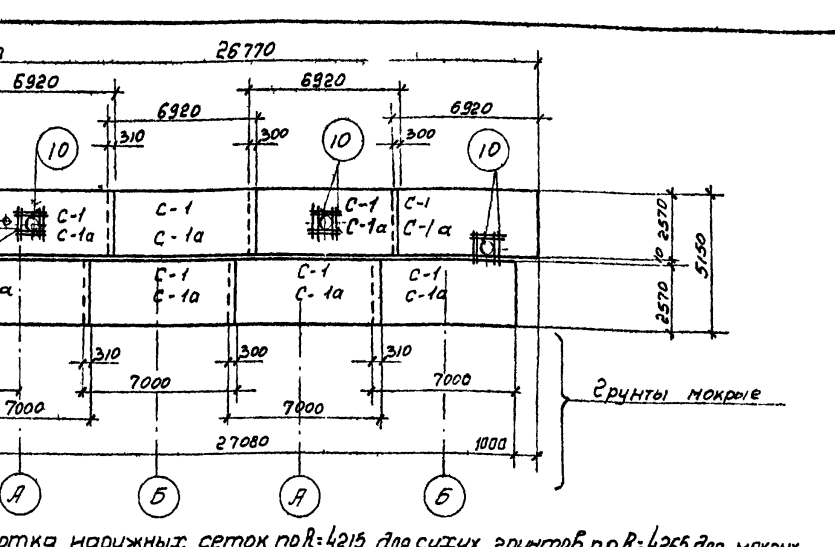 26770
6920
6920
6920
6920
310
300
300
10
10
10
С-1
С-1а
С-1
С-1а
С-1
С-1а
С-1
С-1а
2570
10
2570
5150
С-1
С-1а
С-1
С-1а
С-1
С-1а
310
300
310
7000
7000
7000
7000
Грунты мокрые
27080
1000
А
Б
А
Б
наружных сеток по R=4215 для сухих грунтов, по R=4265 для мокрых